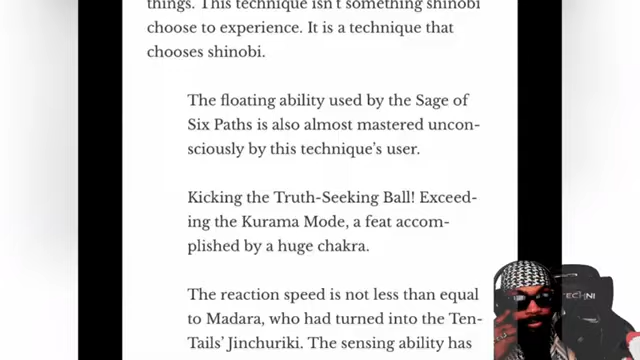 things. This technique isn't something shinobi
choose to experience. It is a technique that
chooses shinobi.
The floating ability used by the Sage of
Six Paths is also almost mastered uncon-
sciously by this technique's user.
Kicking the Truth-Seeking Ball! Exceed-
ing the Kurama Mode, a feat accom-
plished by a huge chakra.
The reaction speed is not less than equal
to Madara, who had turned into the Ten-
Tails' Jinchuriki. The sensing ability has
TECHNI